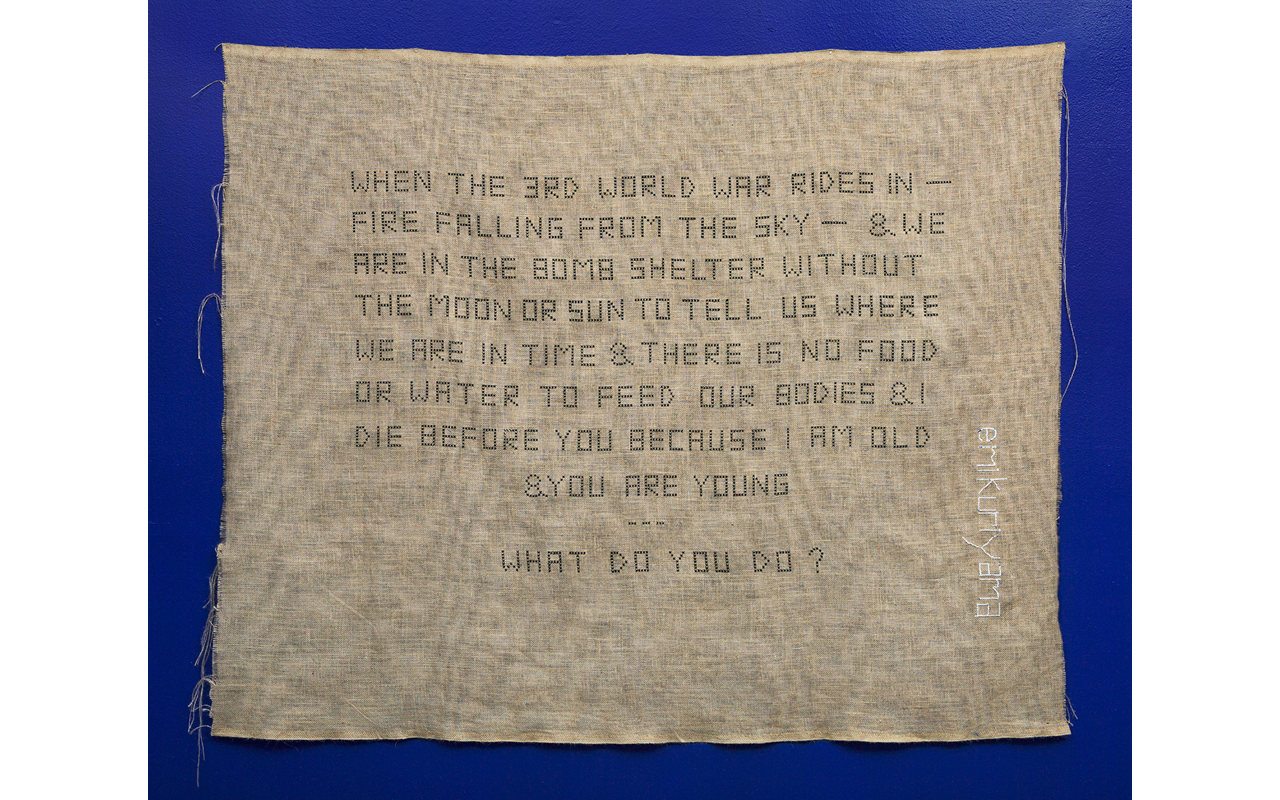 WHEN THE 3RD WORLD WAR RIDES IN —
FIRE FALLING FROM THE SKY — & WE
ARE IN THE BOMB SHELTER WITHOUT
THE MOON OR SUN TO TELL US WHERE
WE ARE IN TIME & THERE IS NO FOOD
OR WATER TO FEED OUR BODIES & I
DIE BEFORE YOU BECAUSE I AM OLD
& YOU ARE YOUNG
---
WHAT DO YOU DO ?
emikuriyama